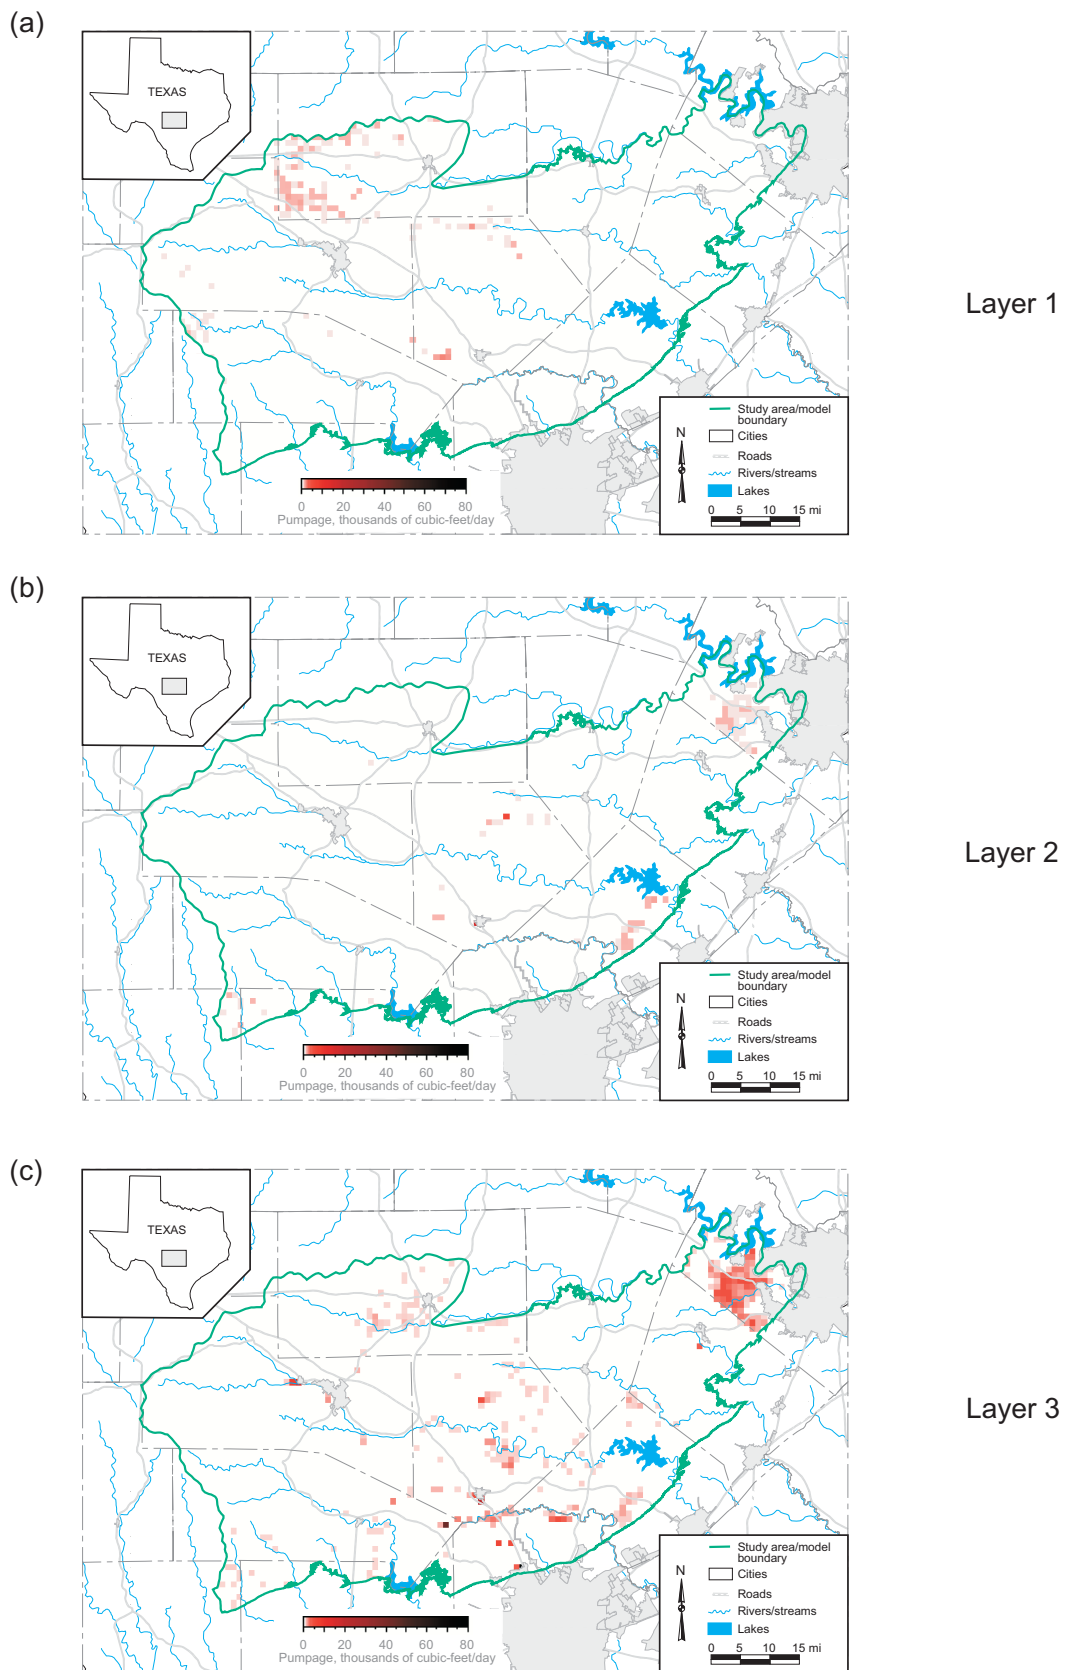 (a)
TEXAS
Layer 1
Study area/model
boundary
Cities
Roads
Rivers/streams
Lakes
N
0 5 10 15 mi
0 20 40 60 80
Pumpage, thousands of cubic-feet/day
(b)
TEXAS
Layer 2
Study area/model
boundary
Cities
Roads
Rivers/streams
Lakes
N
0 5 10 15 mi
0 20 40 60 80
Pumpage, thousands of cubic-feet/day
(c)
TEXAS
Layer 3
Study area/model
boundary
Cities
Roads
Rivers/streams
Lakes
N
0 5 10 15 mi
0 20 40 60 80
Pumpage, thousands of cubic-feet/day